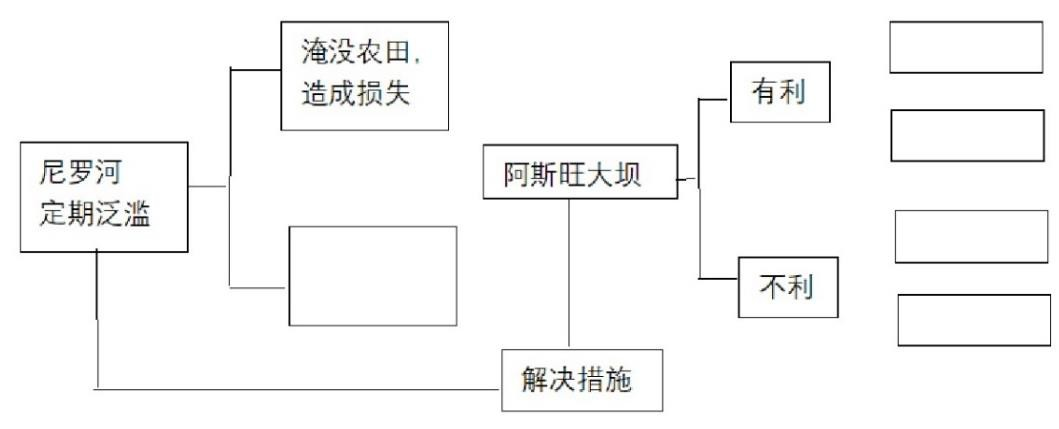 淹没农田，
造成损失
尼罗河
定期泛滥
阿斯旺大坝
有利
不利
解决措施